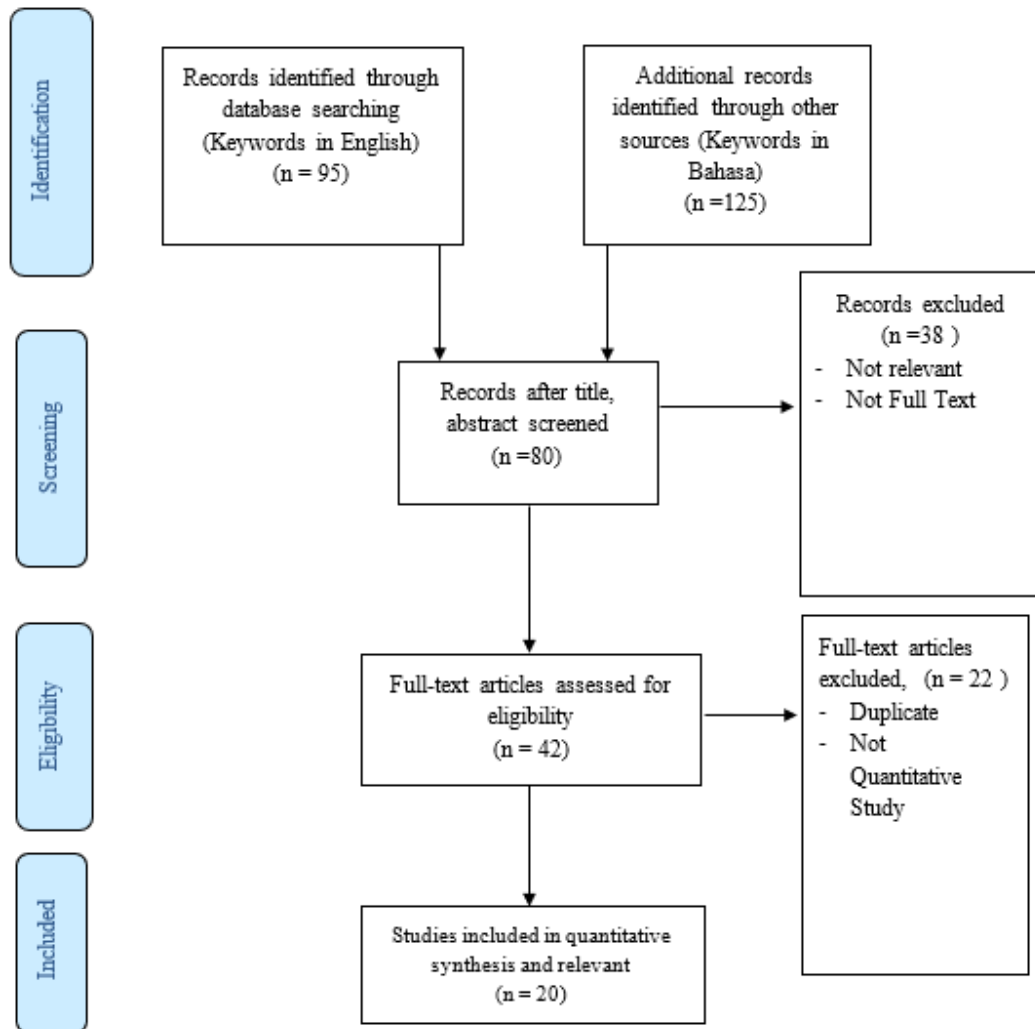 Identification
Records identified through
database searching
(Keywords in English)
(n = 95)
Additional records
identified through other
sources (Keywords in
Bahasa)
(n =125)
Screening
Records after title,
abstract screened
(n =80)
Records excluded
(n =38 )
- Not relevant
- Not Full Text
Eligibility
Full-text articles assessed for
eligibility
(n = 42)
Full-text articles
excluded, (n = 22 )
- Duplicate
- Not
Quantitative
Study
Included
Studies included in quantitative
synthesis and relevant
(n = 20)